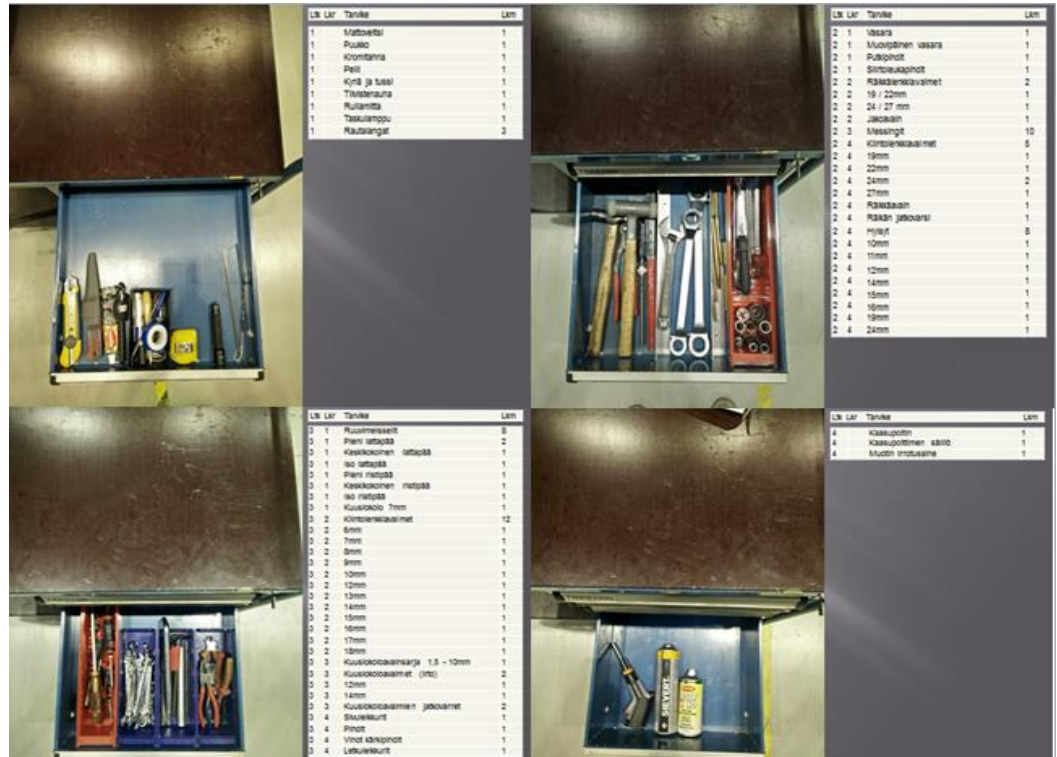 Ltk Lkr Tarvike Lkm
1 Mattoveitsi 1
1 Puukko 1
1 Kromitanna 1
1 Peili 1
1 Kynä ja tussi 1
1 Tiivistenauha 1
1 Rullamitta 1
1 Taskulamppu 1
1 Rautalangat 3
Ltk Lkr Tarvike Lkm
2 1 Vasara 1
2 1 Muovipäinen vasara 1
2 1 Putkipihdit 1
2 1 Siirtoleukapihdit 1
2 2 Räikkälenkkiavaimet 2
2 2 19 / 22mm 1
2 2 24 / 27 mm 1
2 2 Jakoavain 1
2 3 Messingit 10
2 4 Kiintolenkkiavaimet 5
2 4 19mm 1
2 4 22mm 1
2 4 24mm 2
2 4 27mm 1
2 4 Räikkäavain 1
2 4 Räikän jatkovarsi 1
2 4 Hylsyt 8
2 4 10mm 1
2 4 11mm 1
2 4 12mm 1
2 4 14mm 1
2 4 15mm 1
2 4 16mm 1
2 4 19mm 1
2 4 24mm 1
Ltk Lkr Tarvike Lkm
3 1 Ruuvimeisselit 8
3 1 Pieni lattapää 2
3 1 Keskikokoinen lattapää 1
3 1 Iso lattapää 1
3 1 Pieni ristipää 1
3 1 Keskikokoinen ristipää 1
3 1 Iso ristipää 1
3 1 Kuusiokolo 7mm 1
3 2 Kiintolenkkiavaimet 12
3 2 6mm 1
3 2 7mm 1
3 2 8mm 1
3 2 9mm 1
3 2 10mm 1
3 2 12mm 1
3 2 13mm 1
3 2 14mm 1
3 2 15mm 1
3 2 16mm 1
3 2 17mm 1
3 2 18mm 1
3 3 Kuusiokoloavainsarja 1,5 - 10mm 1
3 3 Kuusiokoloavaimet (irto) 2
3 3 12mm 1
3 3 14mm 1
3 3 Kuusiokoloavaimien jatkovarret 2
3 4 Sivuleikkurit 1
3 4 Pihdit 1
3 4 Vinot kärkipihdit 1
3 4 Letkuleikkurit 1
Ltk Lkr Tarvike Lkm
4 Kaasupoltin 1
4 Kaasupolttimen säiliö 1
4 Muotin irrotusaine 1
SIEVERT